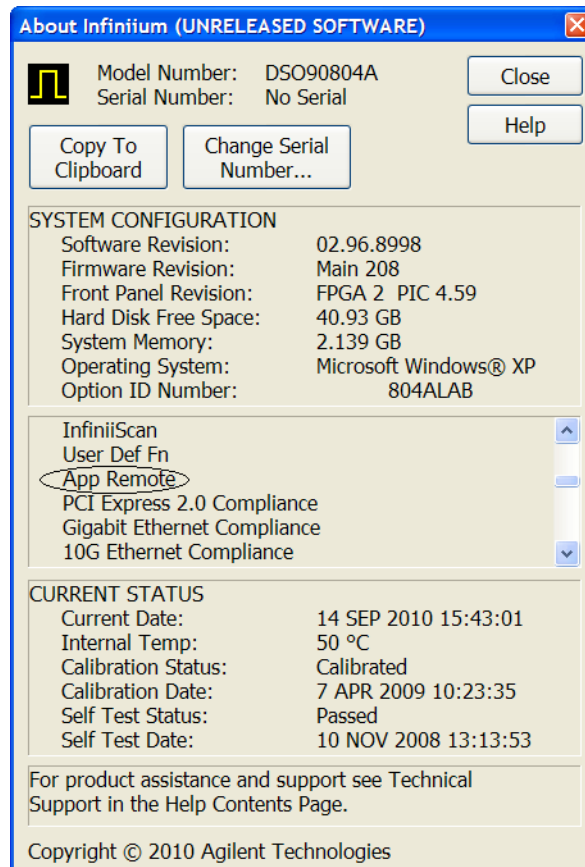 About Infiniium (UNRELEASED SOFTWARE)
Model Number: DSO90804A
Serial Number: No Serial
Close
Help
Copy To
Clipboard
Change Serial
Number...
SYSTEM CONFIGURATION
Software Revision: 02.96.8998
Firmware Revision: Main 208
Front Panel Revision: FPGA 2 PIC 4.59
Hard Disk Free Space: 40.93 GB
System Memory: 2.139 GB
Operating System: Microsoft Windows® XP
Option ID Number: 804ALAB
InfiniiScan
User Def Fn
App Remote
PCI Express 2.0 Compliance
Gigabit Ethernet Compliance
10G Ethernet Compliance
CURRENT STATUS
Current Date: 14 SEP 2010 15:43:01
Internal Temp: 50 °C
Calibration Status: Calibrated
Calibration Date: 7 APR 2009 10:23:35
Self Test Status: Passed
Self Test Date: 10 NOV 2008 13:13:53
For product assistance and support see Technical
Support in the Help Contents Page.
Copyright © 2010 Agilent Technologies